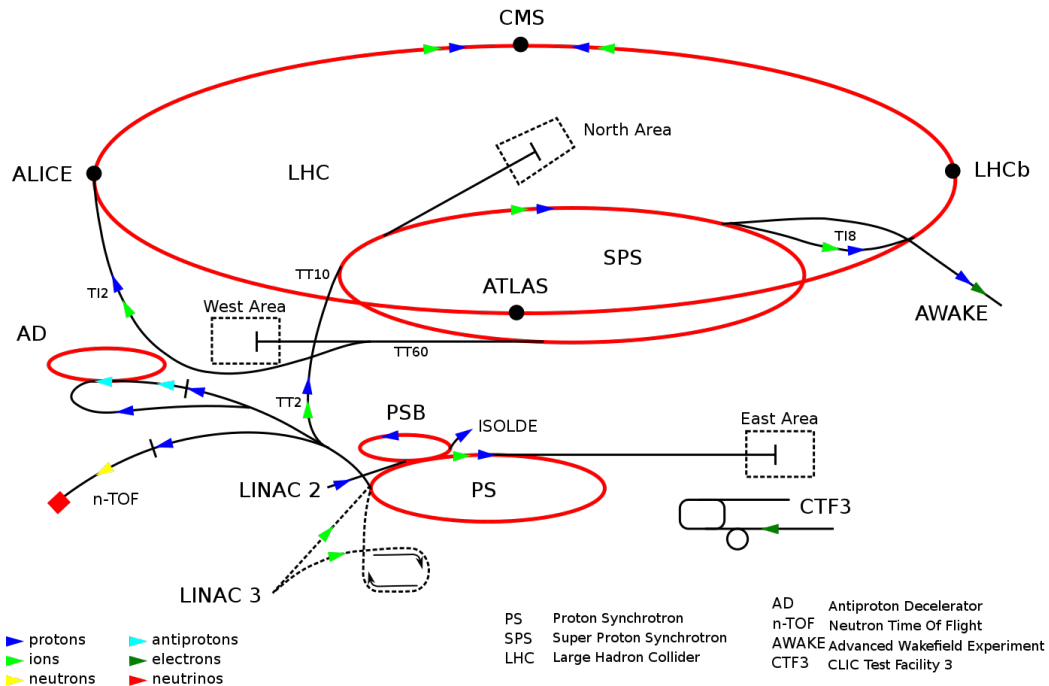 CMS
North Area
ALICE
LHC
LHCb
SPS
TT10
TI8
ATLAS
TI2
West Area
AWAKE
AD
TT60
TT2
PSB
ISOLDE
East Area
LINAC 2
PS
n-TOF
CTF3
LINAC 3
protons
antiprotons
ions
electrons
neutrons
neutrinos
PS Proton Synchrotron
SPS Super Proton Synchrotron
LHC Large Hadron Collider
AD Antiproton Decelerator
n-TOF Neutron Time Of Flight
AWAKE Advanced Wakefield Experiment
CTF3 CLIC Test Facility 3